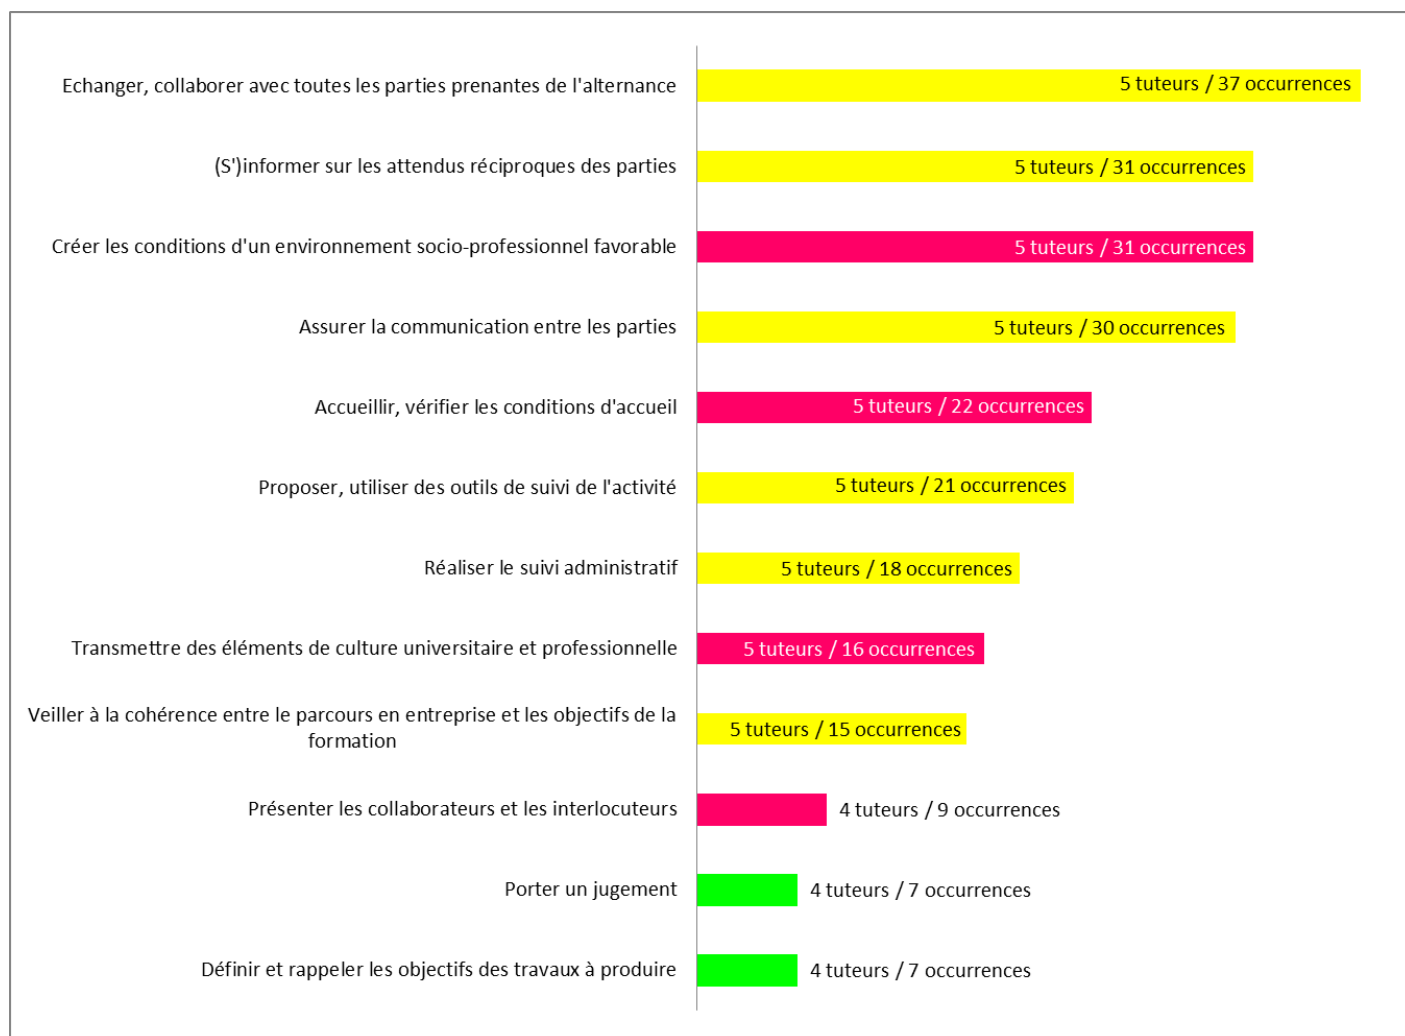 Echanger, collaborer avec toutes les parties prenantes de l'alternance
5 tuteurs / 37 occurrences
(S')informer sur les attendus réciproques des parties
5 tuteurs / 31 occurrences
Créer les conditions d'un environnement socio-professionnel favorable
5 tuteurs / 31 occurrences
Assurer la communication entre les parties
5 tuteurs / 30 occurrences
Accueillir, vérifier les conditions d'accueil
5 tuteurs / 22 occurrences
Proposer, utiliser des outils de suivi de l'activité
5 tuteurs / 21 occurrences
Réaliser le suivi administratif
5 tuteurs / 18 occurrences
Transmettre des éléments de culture universitaire et professionnelle
5 tuteurs / 16 occurrences
Veiller à la cohérence entre le parcours en entreprise et les objectifs de la
formation
5 tuteurs / 15 occurrences
Présenter les collaborateurs et les interlocuteurs
4 tuteurs / 9 occurrences
Porter un jugement
4 tuteurs / 7 occurrences
Définir et rappeler les objectifs des travaux à produire
4 tuteurs / 7 occurrences